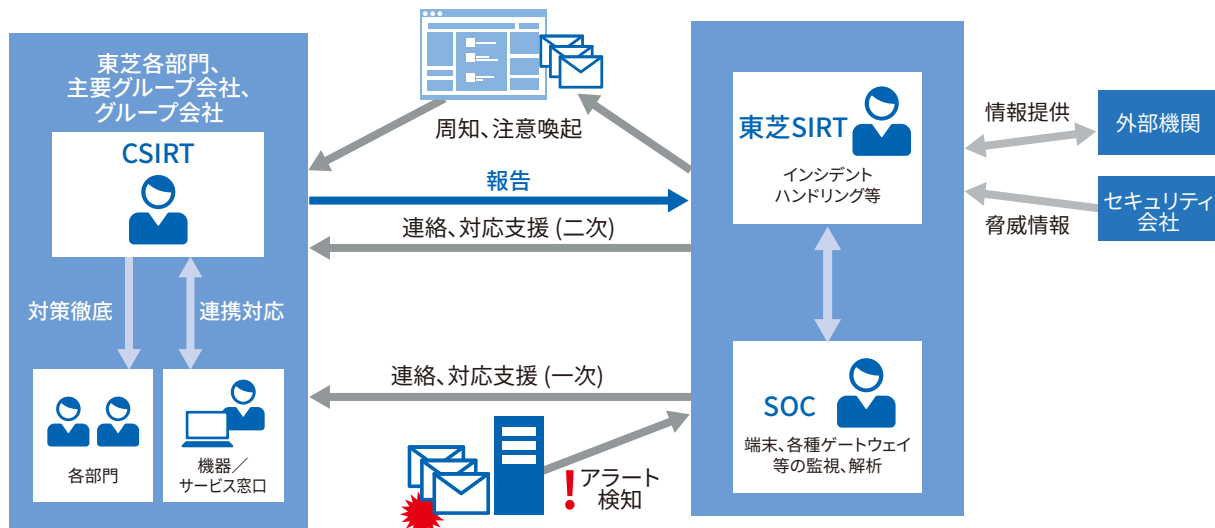 東芝各部門、
主要グループ会社、
グループ会社
CSIRT
対策徹底
連携対応
各部門
機器／
サービス窓口
周知、注意喚起
報告
連絡、対応支援 (二次)
連絡、対応支援 (一次)
!
アラート
検知
東芝SIRT
インシデント
ハンドリング等
SOC
端末、各種ゲートウェイ
等の監視、解析
情報提供
脅威情報
外部機関
セキュリティ
会社